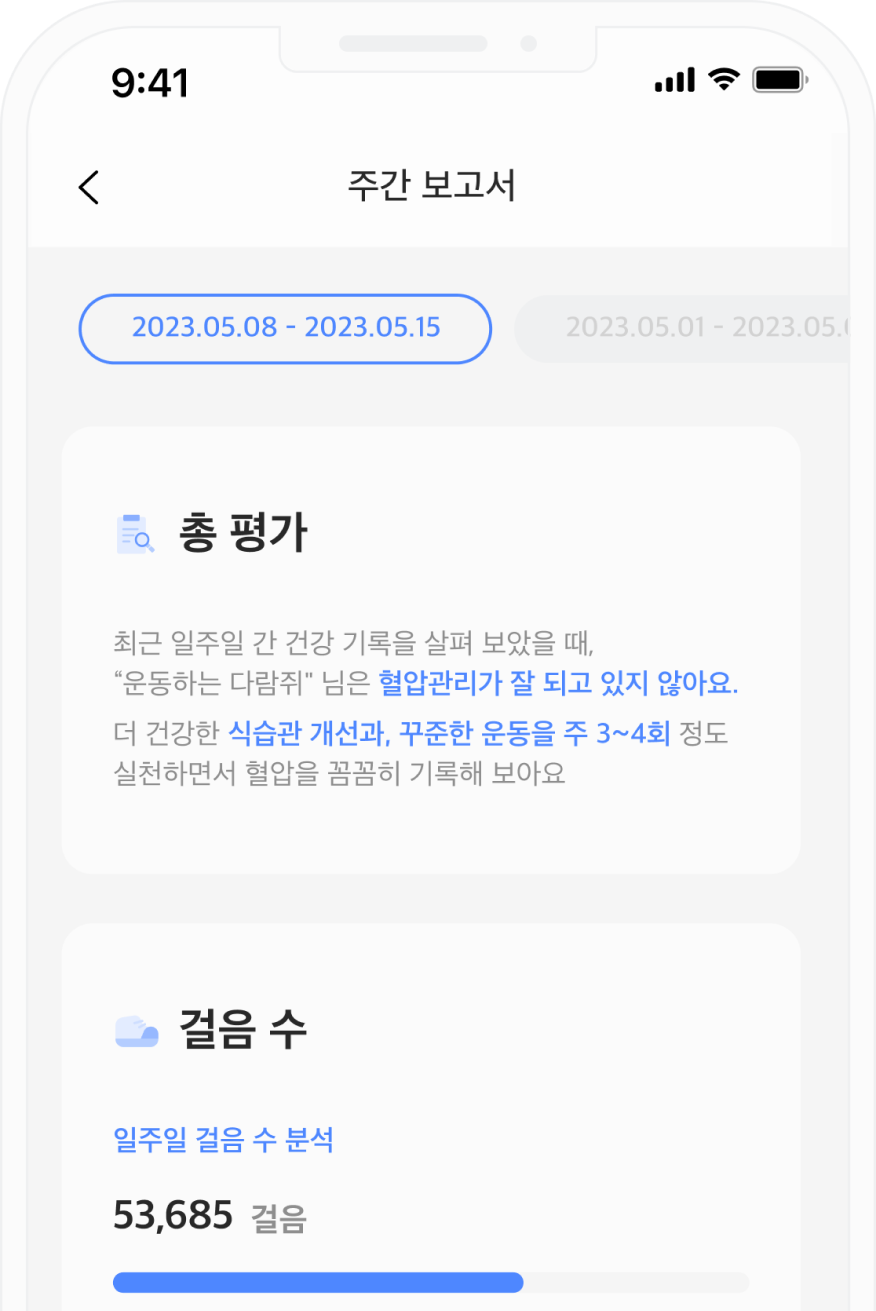 9:41
주간 보고서
2023.05.08 - 2023.05.15
2023.05.01 - 2023.05.
총 평가
최근 일주일 간 건강 기록을 살펴 보았을 때,
“운동하는 다람쥐" 님은 혈압관리가 잘 되고 있지 않아요.
더 건강한 식습관 개선과, 꾸준한 운동을 주 3~4회 정도
실천하면서 혈압을 꼼꼼히 기록해 보아요
걸음 수
일주일 걸음 수 분석
53,685 걸음